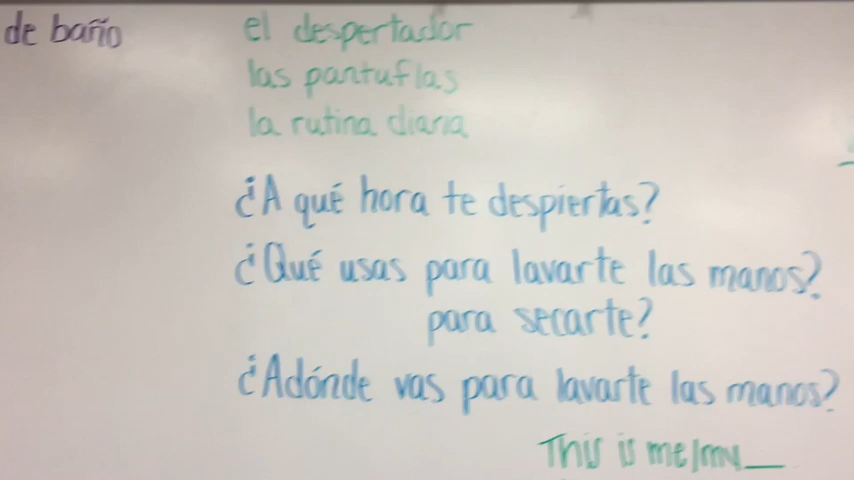 de baño
el despertador
las pantuflas
la rutina diaria
¿A qué hora te despiertas?
¿Qué usas para lavarte las manos?
para secarte?
¿Adónde vas para lavarte las manos?
This is me/my___